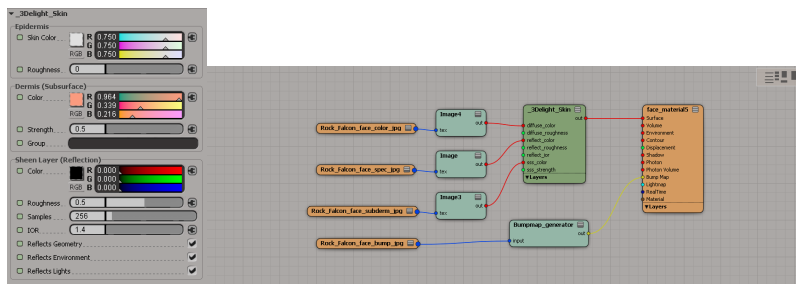 _3Delight_Skin
Epidermis
Skin Color
R 0.750
G 0.750
RGB B 0.750
Roughness 0
Dermis (Subsurface)
Color
R 0.964
G 0.339
RGB B 0.216
Strength 0.5
Group
Sheen Layer (Reflection)
Color
R 0.000
G 0.000
RGB B 0.000
Roughness 0.5
Samples 256
IOR 1.4
Reflects Geometry
Reflects Environment
Reflects Lights
Rock_Falcon_face_color_jpg
Rock_Falcon_face_spec_jpg
Rock_Falcon_face_subderm_jpg
Rock_Falcon_face_bump_jpg
Image4
out
tex
Image
out
tex
Image3
out
tex
Bumpmap_generator
out
input
_3Delight_Skin
out
diffuse_color
diffuse_roughness
reflect_color
reflect_roughness
reflect_ior
sss_color
sss_strength
▼Layers
face_material5
Surface
Volume
Environment
Contour
Displacement
Shadow
Photon
Photon Volume
Bump Map
Lightmap
RealTime
Material
▼Layers